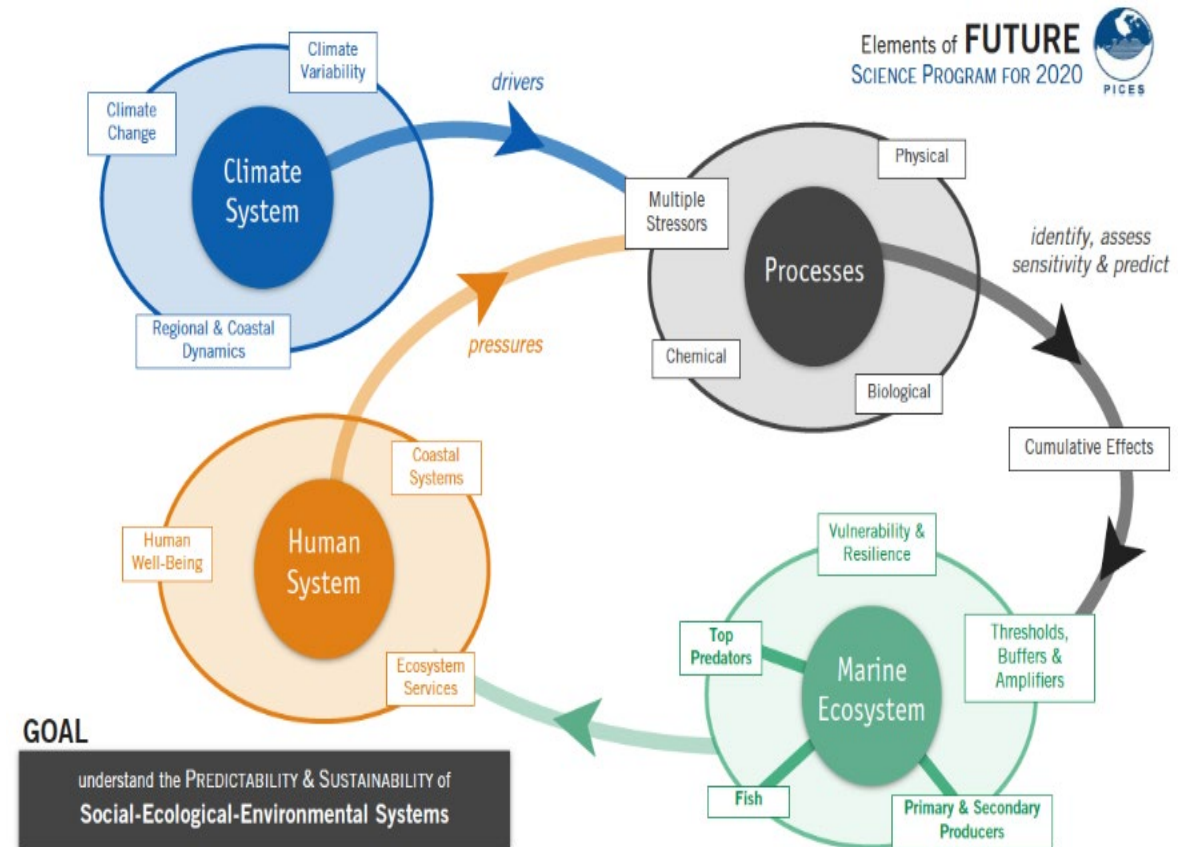 Elements of FUTURE
SCIENCE PROGRAM FOR 2020
PICES
Climate
Variability
Climate
Change
Climate
System
Regional & Coastal
Dynamics
drivers
pressures
Multiple
Stressors
Physical
Processes
Chemical
Biological
identify, assess
sensitivity & predict
Cumulative Effects
Coastal
Systems
Human
Well-Being
Human
System
Ecosystem
Services
Vulnerability &
Resilience
Top
Predators
Thresholds,
Buffers &
Amplifiers
Marine
Ecosystem
Fish
Primary & Secondary
Producers
GOAL
understand the PREDICTABILITY & SUSTAINABILITY of
Social-Ecological-Environmental Systems